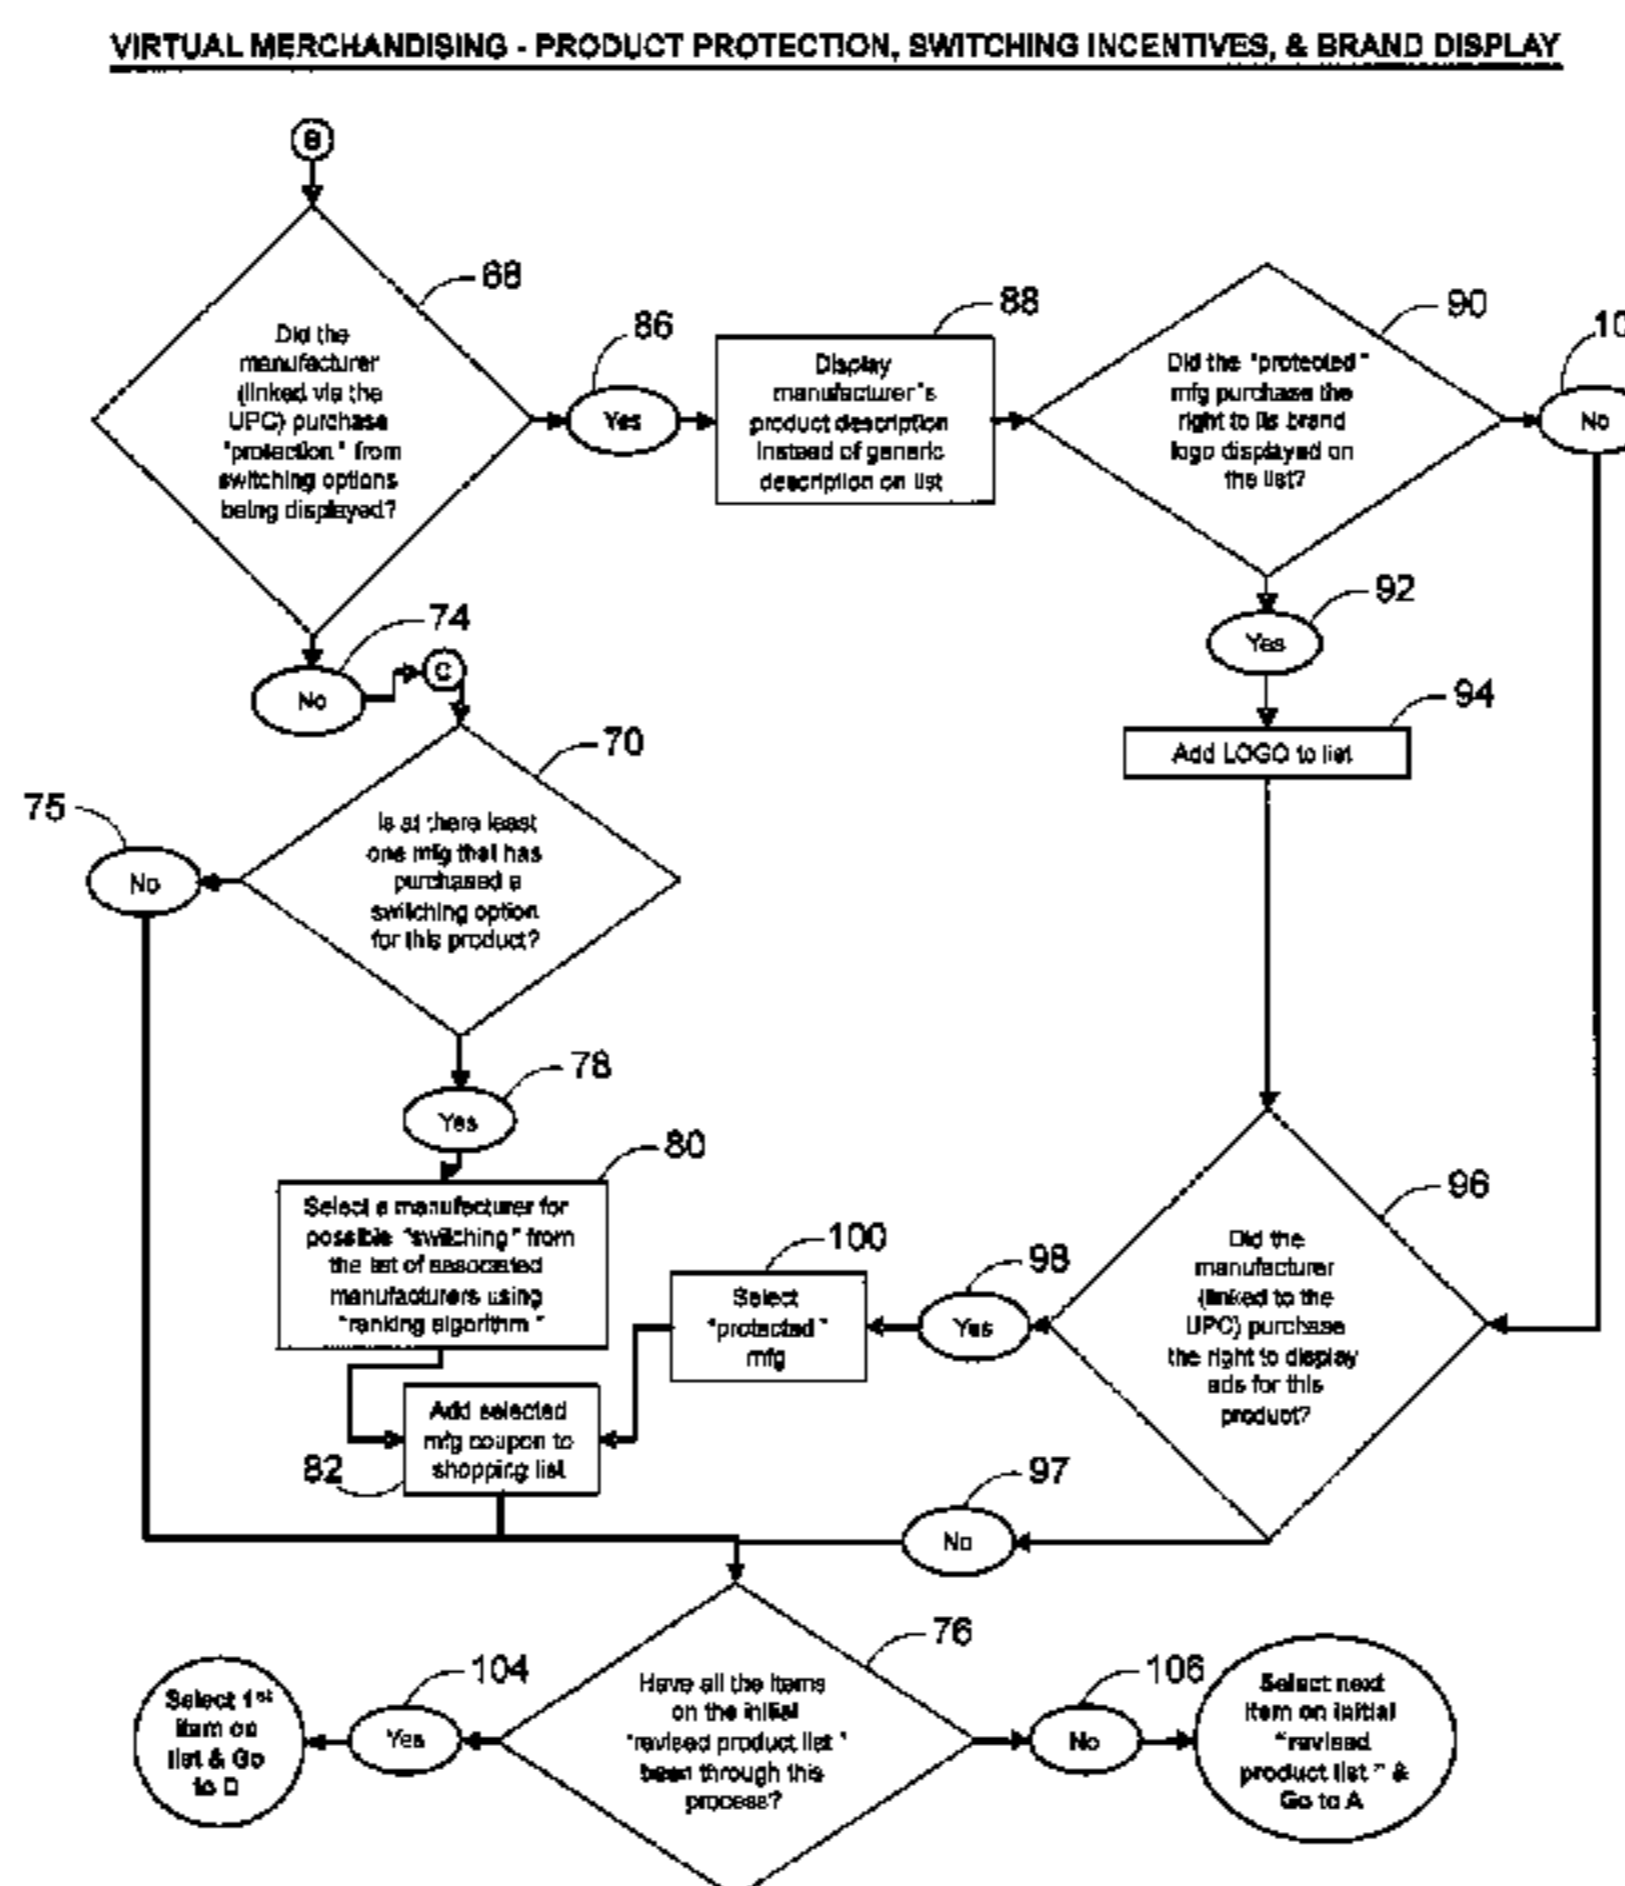 VIRTUAL MERCHANDISING - PRODUCT PROTECTION, SWITCHING INCENTIVES, & BRAND DISPLAY
B
68
Did the
manufacturer
(linked via the
UPC) purchase
"protection" from
switching options
being displayed?
86
Yes
88
Display
manufacturer's
product description
instead of generic
description on list
90
Did the "protected"
mfg purchase the
right to its brand
logo displayed on
the list?
10
No
92
Yes
94
Add LOGO to list
74
No
C
70
Is at there least
one mfg that has
purchased a
switching option
for this product?
75
No
78
Yes
80
Select a manufacturer for
possible "switching" from
the list of associated
manufacturers using
"ranking algorithm"
100
Select
"protected"
mfg
98
Yes
96
Did the
manufacturer
(linked to the
UPC) purchase
the right to display
ads for this
product?
82
Add selected
mfg coupon to
shopping list
97
No
76
Have all the items
on the initial
"revised product list"
been through this
process?
104
Yes
Select 1st
item on
list & Go
to D
106
No
Select next
item on initial
"revised
product list" &
Go to A